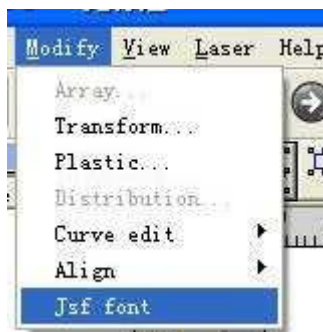 Modify View Laser Help
Array...
Transform...
Plastic...
Distribution...
Curve edit
Align
Jsf font